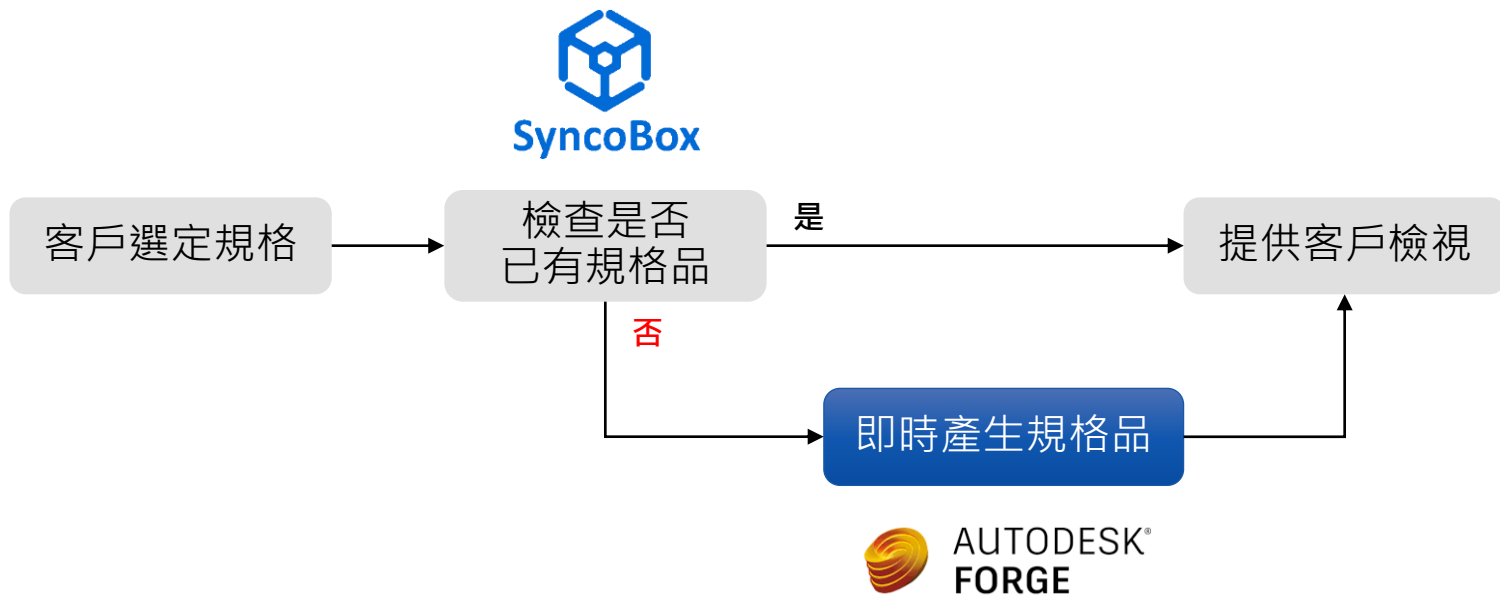 SyncoBox
客戶選定規格
檢查是否
已有規格品
是
提供客戶檢視
否
即時產生規格品
AUTODESK®
FORGE